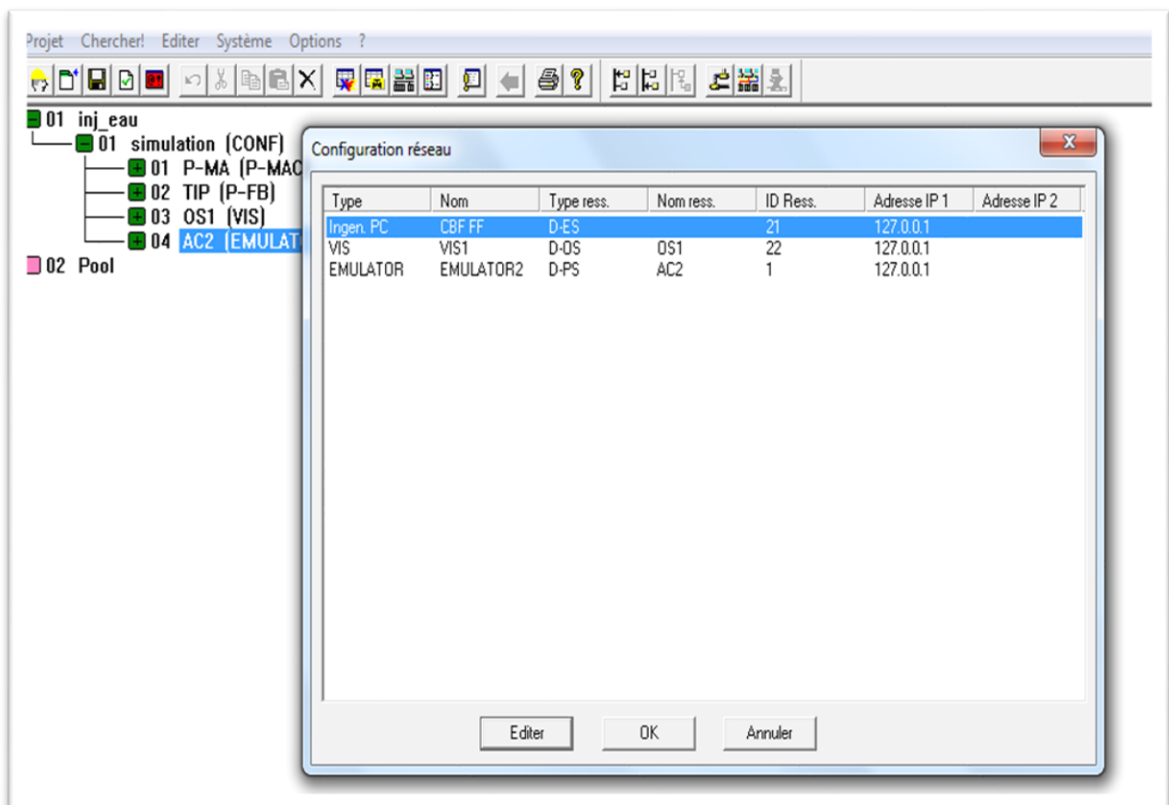 Projet Chercher! Editer Système Options ?
01 inj_eau
01 simulation (CONF)
01 P-MA (P-MAC
02 TIP (P-FB)
03 OS1 (VIS)
04 AC2 (EMULAT
02 Pool
Configuration réseau
Type Nom Type ress. Nom ress. ID Ress. Adresse IP 1 Adresse IP 2
Ingen. PC CBF FF D-ES 21 127.0.0.1
VIS VIS1 D-OS OS1 22 127.0.0.1
EMULATOR EMULATOR2 D-PS AC2 1 127.0.0.1
Editer OK Annuler